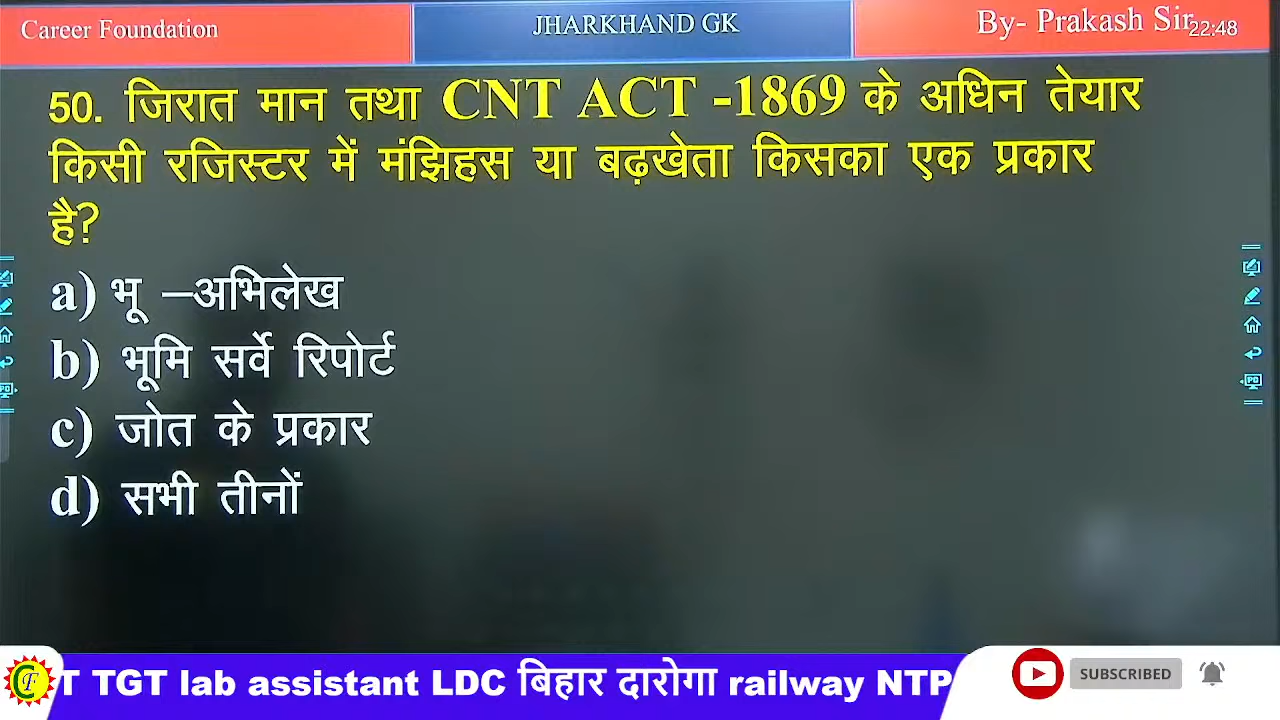 Career Foundation
JHARKHAND GK
By- Prakash Sir
22:48
50. जिरात मान तथा CNT ACT -1869 के अधिन तेयार
किसी रजिस्टर में मंझिहस या बढ़खेता किसका एक प्रकार
है?
a) भू –अभिलेख
b) भूमि सर्वे रिपोर्ट
c) जोत के प्रकार
d) सभी तीनों
T TGT lab assistant LDC बिहार दारोगा railway NTP
SUBSCRIBED